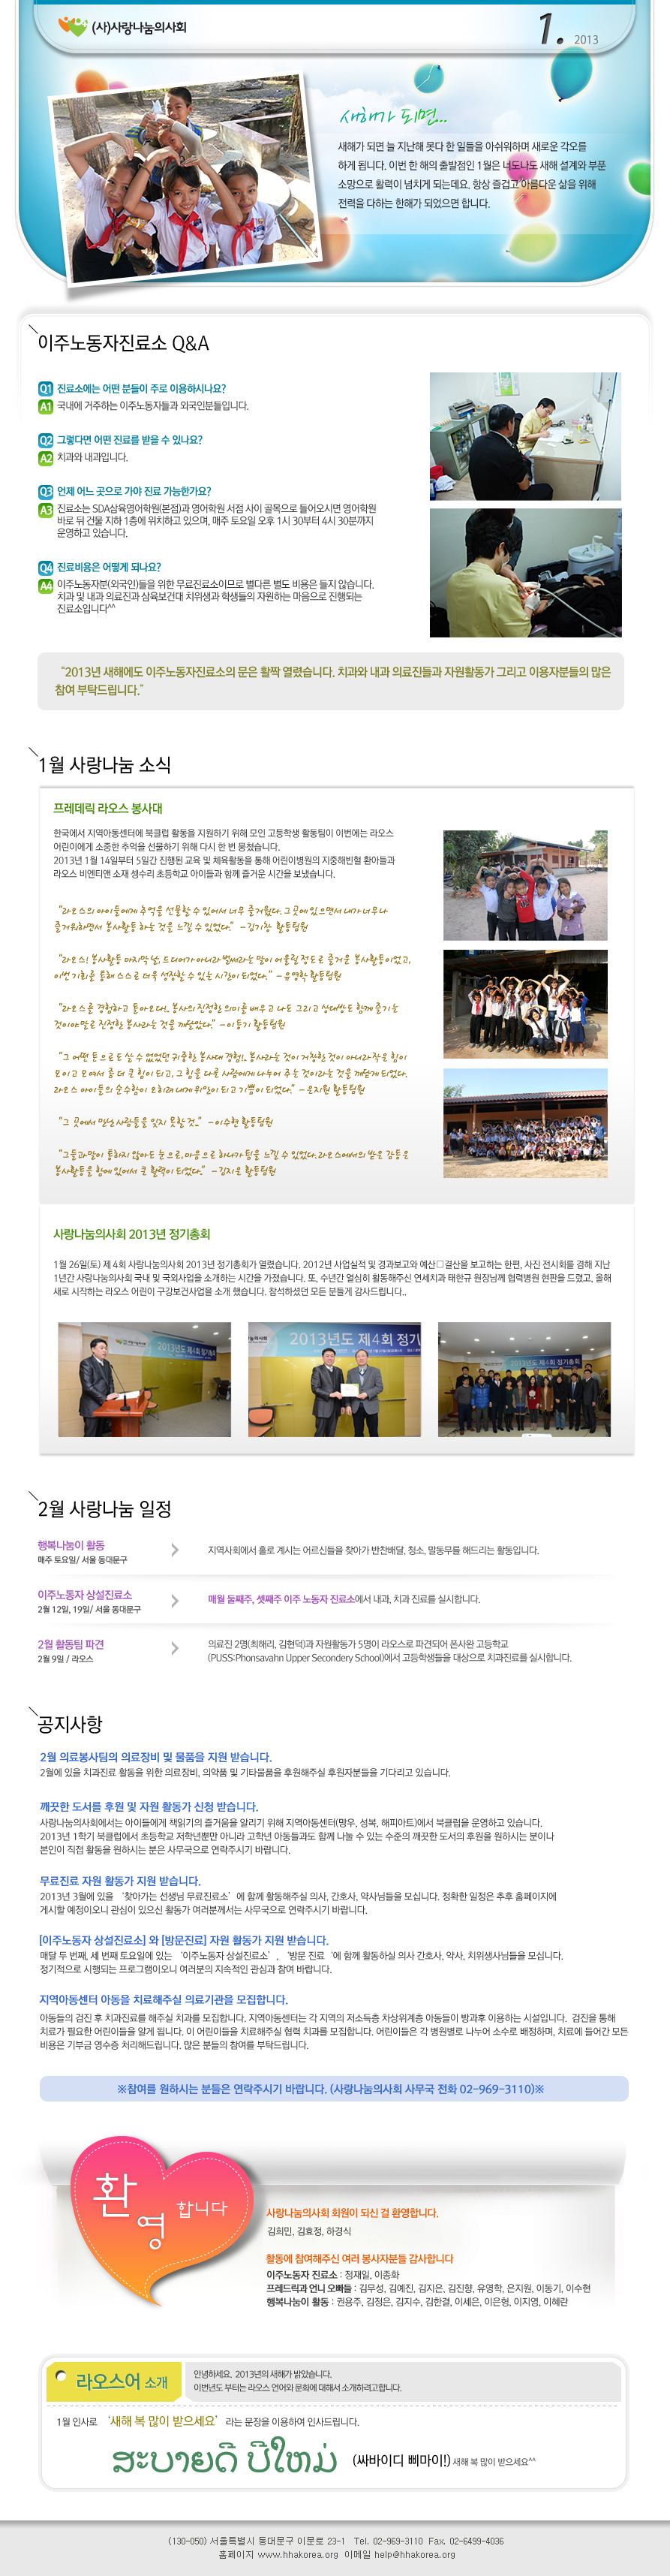 (사)사랑나눔의사회
1. 2013
새해가 되면..
새해가 되면 늘 지난해 못다 한 일들을 아쉬워하며 새로운 각오를
하게 됩니다. 이번 한 해의 출발점인 1월은 너도나도 새해 설계와 부푼
소망으로 활력이 넘치게 되는데요. 항상 즐겁고 아름다운 삶을 위해
전력을 다하는 한해가 되었으면 합니다.
이주노동자진료소 Q&A
Q1 진료소에는 어떤 분들이 주로 이용하시나요?
A1 국내에 거주하는 이주노동자들과 외국인분들입니다.
Q2 그렇다면 어떤 진료를 받을 수 있나요?
A2 치과와 내과입니다.
Q3 언제 어느 곳으로 가야 진료 가능한가요?
A3 진료소는 SDA삼육영어학원(본점)과 영어학원 서점 사이 골목으로 들어오시면 영어학원
바로 뒤 건물 지하 1층에 위치하고 있으며, 매주 토요일 오후 1시 30부터 4시 30분까지
운영하고 있습니다.
Q4 진료비용은 어떻게 되나요?
A4 이주노동자분(외국인)들을 위한 무료진료소이므로 별다른 별도 비용은 들지 않습니다.
치과 및 내과 의료진과 삼육보건대 치위생과 학생들의 자원하는 마음으로 진행되는
진료소입니다^^
“2013년 새해에도 이주노동자진료소의 문은 활짝 열렸습니다. 치과와 내과 의료진들과 자원활동가 그리고 이용자분들의 많은
참여 부탁드립니다.”
1월 사랑나눔 소식
프레데릭 라오스 봉사대
한국에서 지역아동센터에 북클럽 활동을 지원하기 위해 모인 고등학생 활동팀이 이번에는 라오스
어린이에게 소중한 추억을 선물하기 위해 다시 한 번 뭉쳤습니다.
2013년 1월 14일부터 5일간 진행된 교육 및 체육활동을 통해 어린이병원의 지중해빈혈 환아들과
라오스 비엔티앤 소재 생수리 초등학교 아이들과 함께 즐거운 시간을 보냈습니다.
“라오스의 아이들에게 추억을 선물할 수 있어서 너무 즐거웠다. 그곳에 있으면서 내가 너무나
즐거워하면서 봉사활동 하는 것을 느낄 수 있었다.” - 김기창 활동팀원
“라오스! 봉사활동 마지막 날, 드디어가 아니라 벌써라는 말이 어울릴 정도로 즐거운 봉사활동이었고,
이번 기회를 통해 스스로 더욱 성장할 수 있는 시간이 되었다.” - 유영학 활동팀원
“라오스를 경험하고 돌아오다!.. 봉사의 진정한 의미를 배우고 나도 그리고 상대방도 함께 즐기는
것이야말로 진정한 봉사라는 것을 깨달았다.” - 이동기 활동팀원
“그 어떤 돈으로도 살 수 없었던 귀중한 봉사대 경험!.. 봉사라는 것이 거창한 것이 아니라 작은 힘이
모이고 모여서 좀 더 큰 힘이 되고, 그 힘을 다른 사람에게 나누어 주는 것이라는 것을 깨닫게 되었다.
라오스 아이들의 순수함이 오히려 내게 위안이 되고 기쁨이 되었다.” - 은지원 활동팀원
“그 곳에서 만난 사람들을 잊지 못할 것..” - 이수현 활동팀원
“그들과 말이 통하지 않아도 눈으로, 마음으로 하나가 됨을 느낄 수 있었다. 라오스에서의 받은 감동은
봉사활동을 함에 있어서 큰 활력이 되었다.” - 김지은 활동팀원
사랑나눔의사회 2013년 정기총회
1월 26일(토) 제 4회 사랑나눔의사회 2013년 정기총회가 열렸습니다. 2012년 사업실적 및 경과보고와 예산□결산을 보고하는 한편, 사진 전시회를 겸해 지난
1년간 사랑나눔의사회 국내 및 국외사업을 소개하는 시간을 가졌습니다. 또, 수년간 열심히 활동해주신 연세치과 태한규 원장님께 협력병원 현판을 드렸고, 올해
새로 시작하는 라오스 어린이 구강보건사업을 소개 했습니다. 참석하셨던 모든 분들게 감사드립니다..
2013년도 제4회
2013년도 제4회 정기
2013년도 제4회 정기총회
2월 사랑나눔 일정
행복나눔이 활동
매주 토요일/ 서울 동대문구
지역사회에서 홀로 계시는 어르신들을 찾아가 반찬배달, 청소, 말동무를 해드리는 활동입니다.
이주노동자 상설진료소
2월 12일, 19일/ 서울 동대문구
매월 둘째주, 셋째주 이주 노동자 진료소에서 내과, 치과 진료를 실시합니다.
2월 활동팀 파견
2월 9일 / 라오스
의료진 2명(최해리, 김현덕)과 자원활동가 5명이 라오스로 파견되어 폰사완 고등학교
(PUSS:Phonsavahn Upper Secondery School)에서 고등학생들을 대상으로 치과진료를 실시합니다.
공지사항
2월 의료봉사팀의 의료장비 및 물품을 지원 받습니다.
2월에 있을 치과진료 활동을 위한 의료장비, 의약품 및 기타물품을 후원해주실 후원자분들을 기다리고 있습니다.
깨끗한 도서를 후원 및 자원 활동가 신청 받습니다.
사랑나눔의사회에서는 아이들에게 책읽기의 즐거움을 알리기 위해 지역아동센터(망우, 성북, 해피아트)에서 북클럽을 운영하고 있습니다.
2013년 1학기 북클럽에서 초등학교 저학년뿐만 아니라 고학년 아동들과도 함께 나눌 수 있는 수준의 깨끗한 도서의 후원을 원하시는 분이나
본인이 직접 활동을 원하시는 분은 사무국으로 연락주시기 바랍니다.
무료진료 자원 활동가 지원 받습니다.
2013년 3월에 있을 ‘찾아가는 선생님 무료진료소’ 에 함께 활동해주실 의사, 간호사, 약사님들을 모십니다. 정확한 일정은 추후 홈페이지에
게시할 예정이오니 관심이 있으신 활동가 여러분께서는 사무국으로 연락주시기 바랍니다.
[이주노동자 상설진료소] 와 [방문진료] 자원 활동가 지원 받습니다.
매달 두 번째, 세 번째 토요일에 있는 ‘이주노동자 상설진료소’ , ‘방문 진료 ‘에 함께 활동하실 의사 간호사, 약사, 치위생사님들을 모십니다.
정기적으로 시행되는 프로그램이오니 여러분의 지속적인 관심과 참여 바랍니다.
지역아동센터 아동을 치료해주실 의료기관을 모집합니다.
아동들의 검진 후 치과진료를 해주실 치과를 모집합니다. 지역아동센터는 각 지역의 저소득층 차상위계층 아동들이 방과후 이용하는 시설입니다. 검진을 통해
치료가 필요한 어린이들을 알게 됩니다. 이 어린이들을 치료해주실 협력 치과를 모집합니다. 어린이들은 각 병원별로 나누어 소수로 배정하며, 치료에 들어간 모든
비용은 기부금 영수증 처리해드립니다. 많은 분들의 참여를 부탁드립니다.
※참여를 원하시는 분들은 연락주시기 바랍니다. (사랑나눔의사회 사무국 전화 02-969-3110)※
환영합니다
사랑나눔의사회 회원이 되신 걸 환영합니다.
김희민, 김효정, 하경식
활동에 참여해주신 여러 봉사자분들 감사합니다
이주노동자 진료소 : 정재일, 이종화
프레드릭과 언니 오빠들 : 김무성, 김예진, 김지은, 김진향, 유영학, 은지원, 이동기, 이수현
행복나눔이 활동 : 권용주, 김정은, 김지수, 김한결, 이세은, 이은형, 이지영, 이혜란
라오스어 소개
안녕하세요. 2013년의 새해가 밝았습니다.
이번년도 부터는 라오스 언어와 문화에 대해서 소개하려고합니다.
1월 인사로 ‘새해 복 많이 받으세요’ 라는 문장을 이용하여 인사드립니다.
ສະບາຍດີ ປີໃຫມ່ (싸바이디 삐마이!) 새해 복 많이 받으세요^^
(130-050) 서울특별시 동대문구 이문로 23-1 Tel. 02-969-3110 Fax. 02-6499-4036
홈페이지 www.hhakorea.org 이메일 help@hhakorea.org